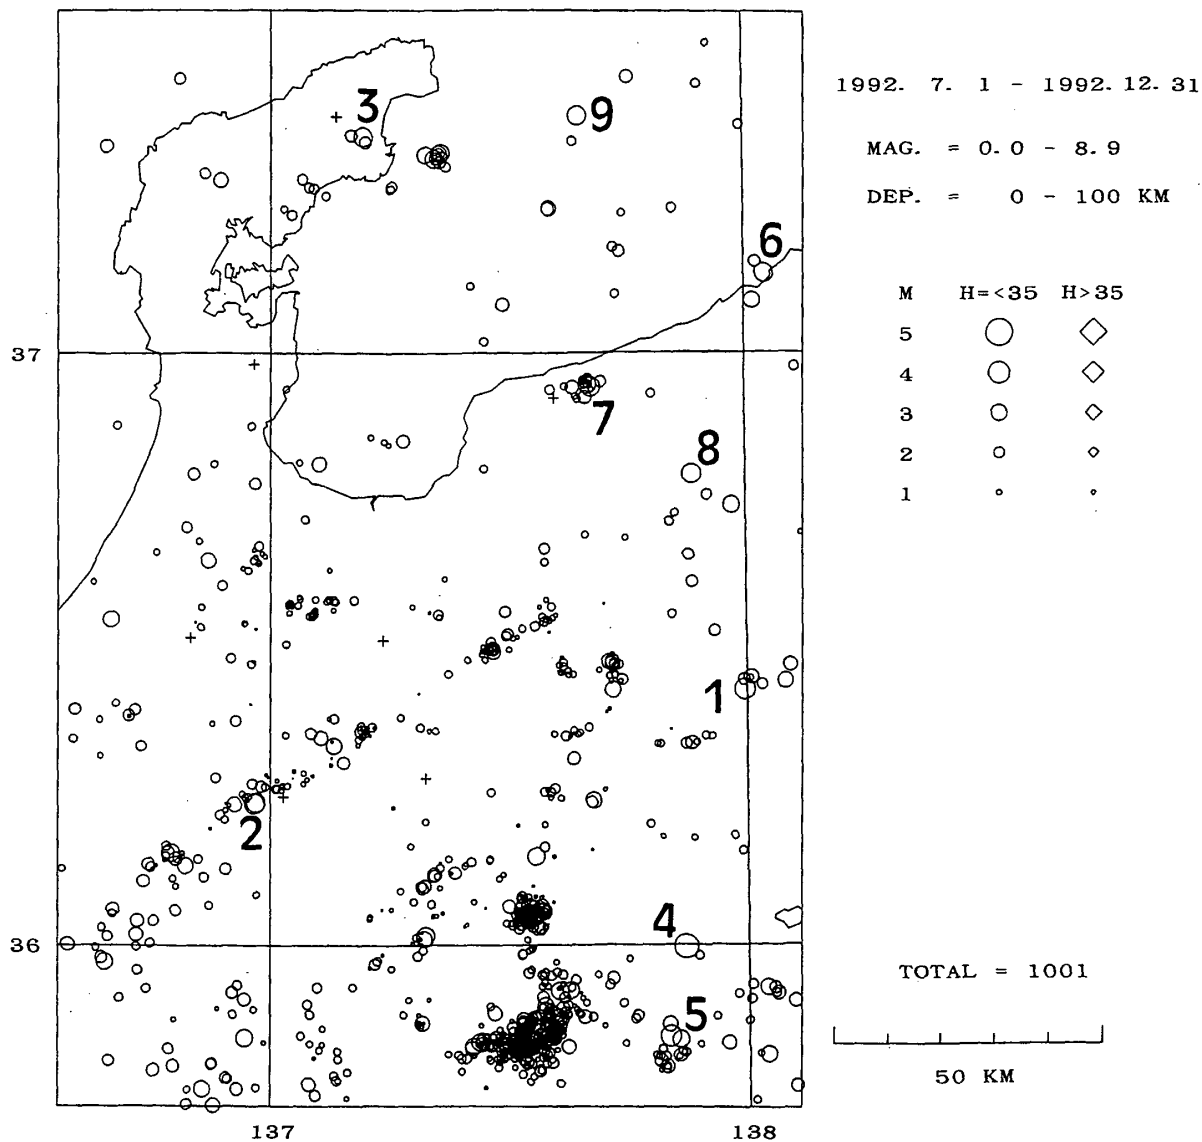 1992. 7. 1 - 1992.12.31
3
9
MAG. = 0.0 - 8.9
DEP. = 0 - 100 KM
6
M H=<35 H>35
5
4
3
2
1
37
7
8
1
2
4
36
TOTAL = 1001
5
50 KM
137 138